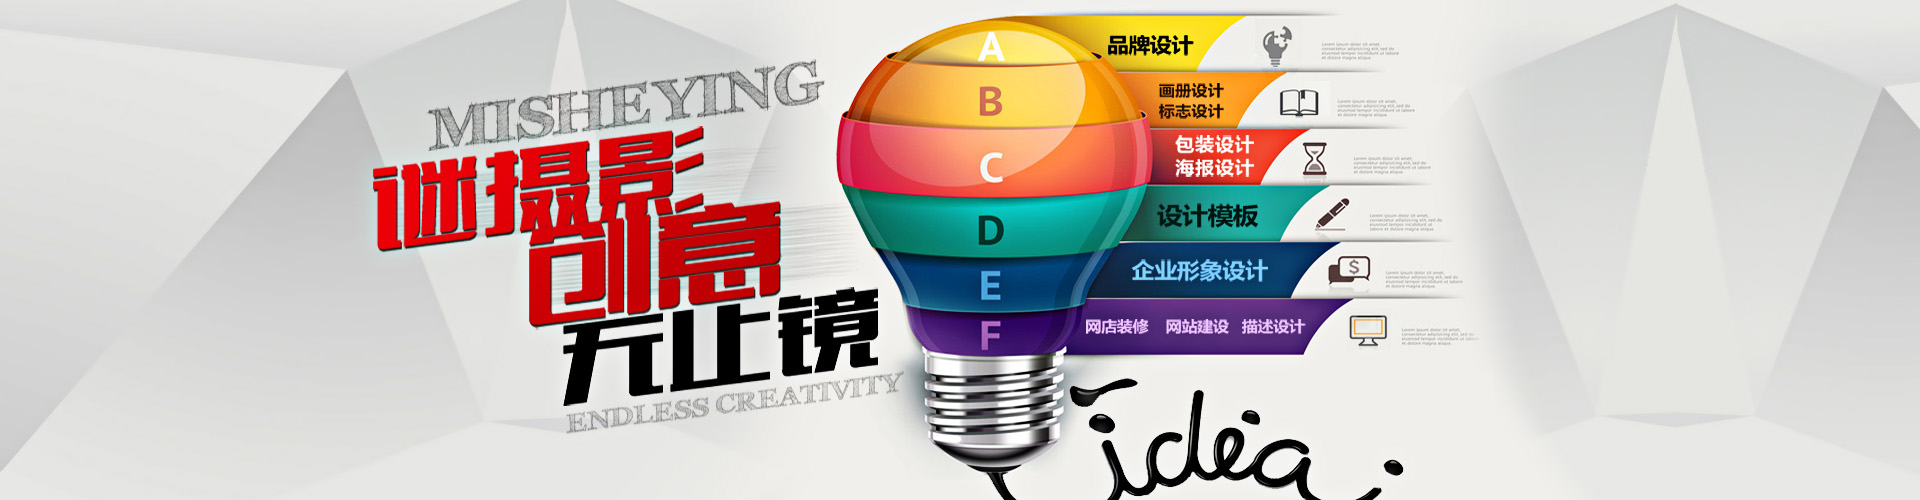 MISHEYING
谜摄影
创意
无止镜
ENDLESS CREATIVITY
A
品牌设计
B
画册设计
标志设计
C
包装设计
海报设计
D
设计模板
E
企业形象设计
F
网店装修 网站建设 描述设计
$
idea